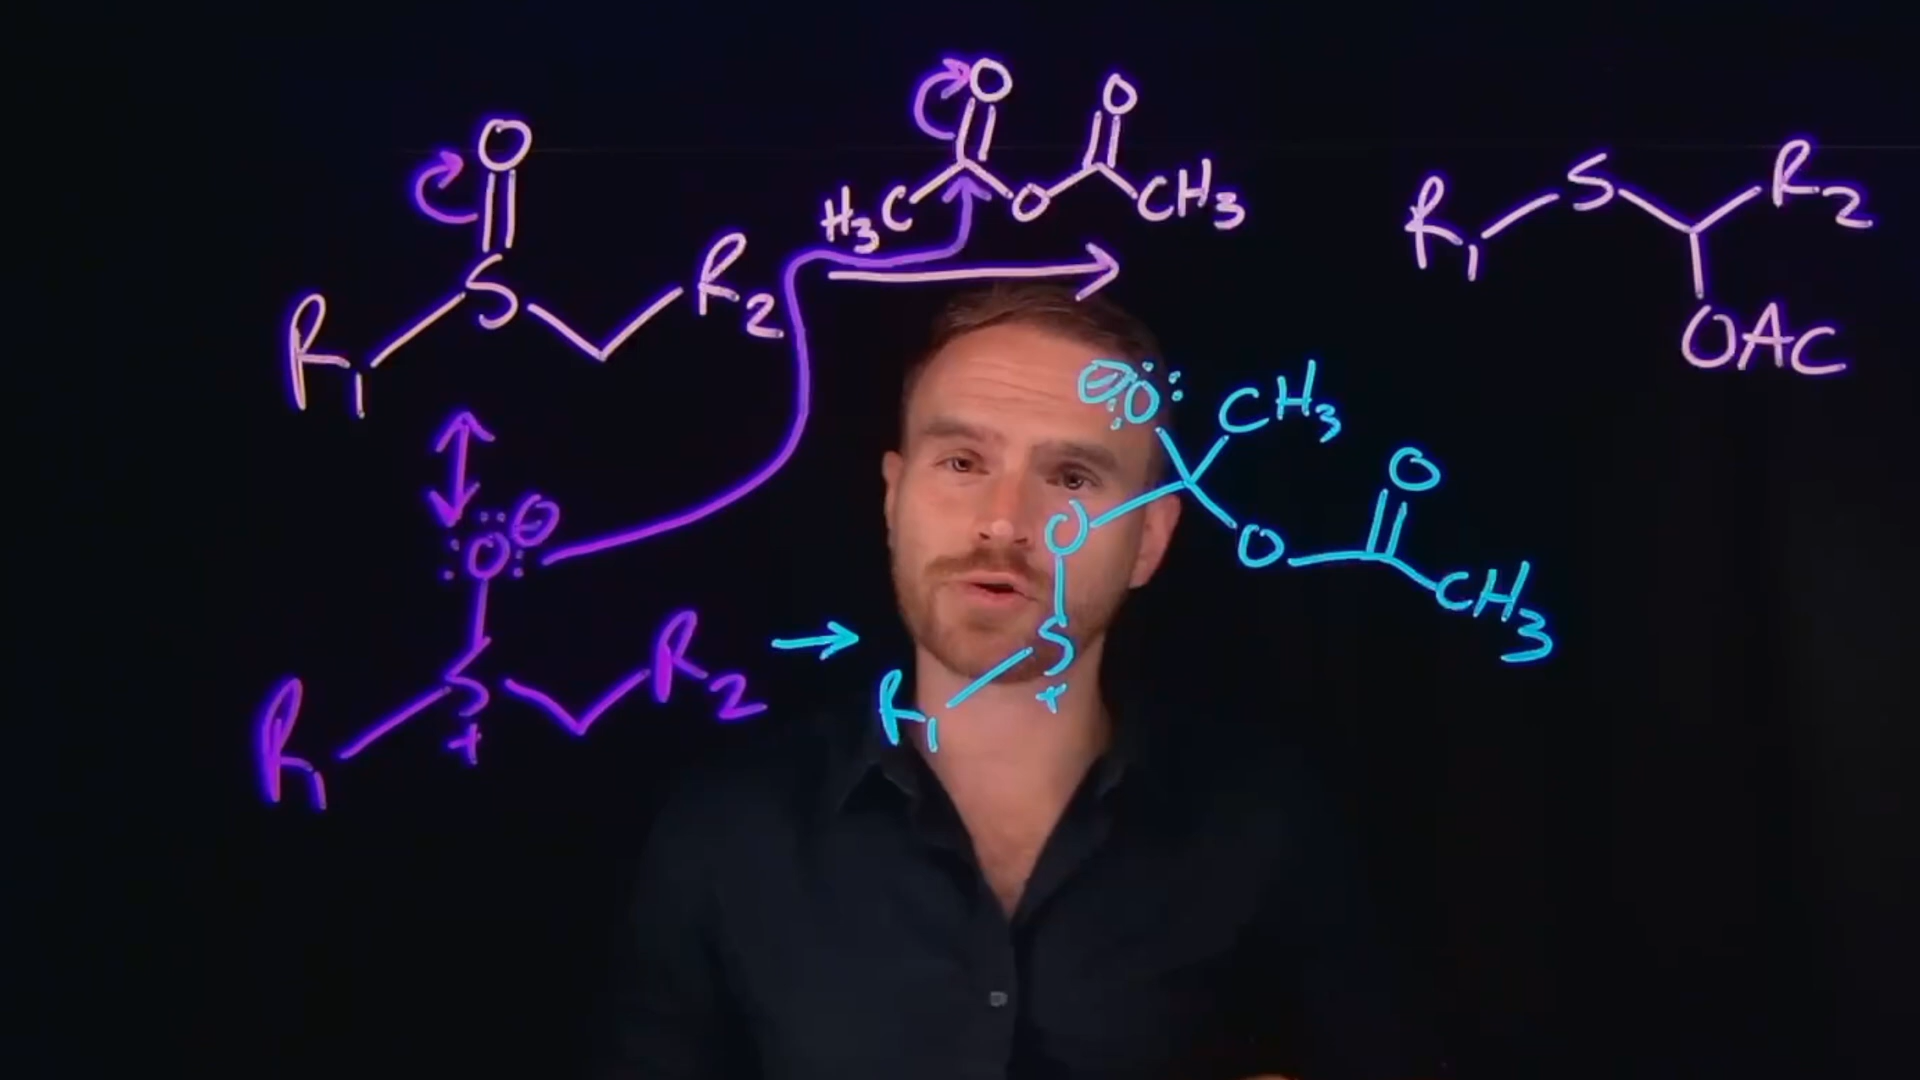 O
O O
H3C O CH3
R1 S R2
R1 S R2
OAC
⊖O CH3
O
O O
CH3
O⊖
R1 S+ R2
R1 S+